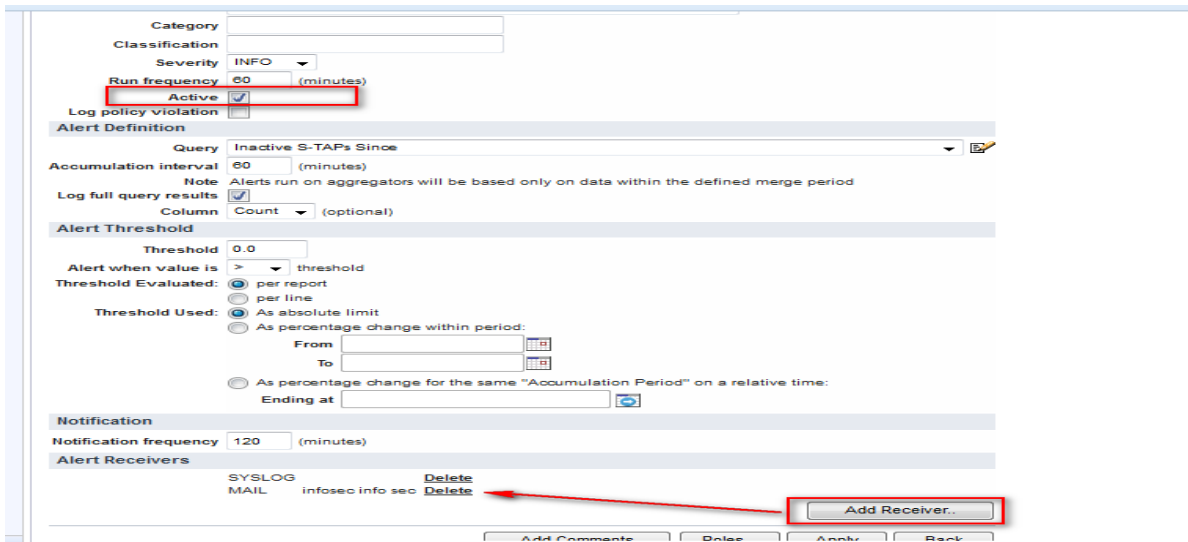 Category
Classification
Severity INFO
Run frequency 60 (minutes)
Active
Log policy violation
Alert Definition
Query Inactive S-TAPs Since
Accumulation interval 60 (minutes)
Note Alerts run on aggregators will be based only on data within the defined merge period
Log full query results
Column Count (optional)
Alert Threshold
Threshold 0.0
Alert when value is > threshold
Threshold Evaluated: per report
per line
Threshold Used: As absolute limit
As percentage change within period:
From
To
As percentage change for the same "Accumulation Period" on a relative time:
Ending at
Notification
Notification frequency 120 (minutes)
Alert Receivers
SYSLOG Delete
MAIL infosec info sec Delete
Add Receiver..
Add Comments Roles Apply Back